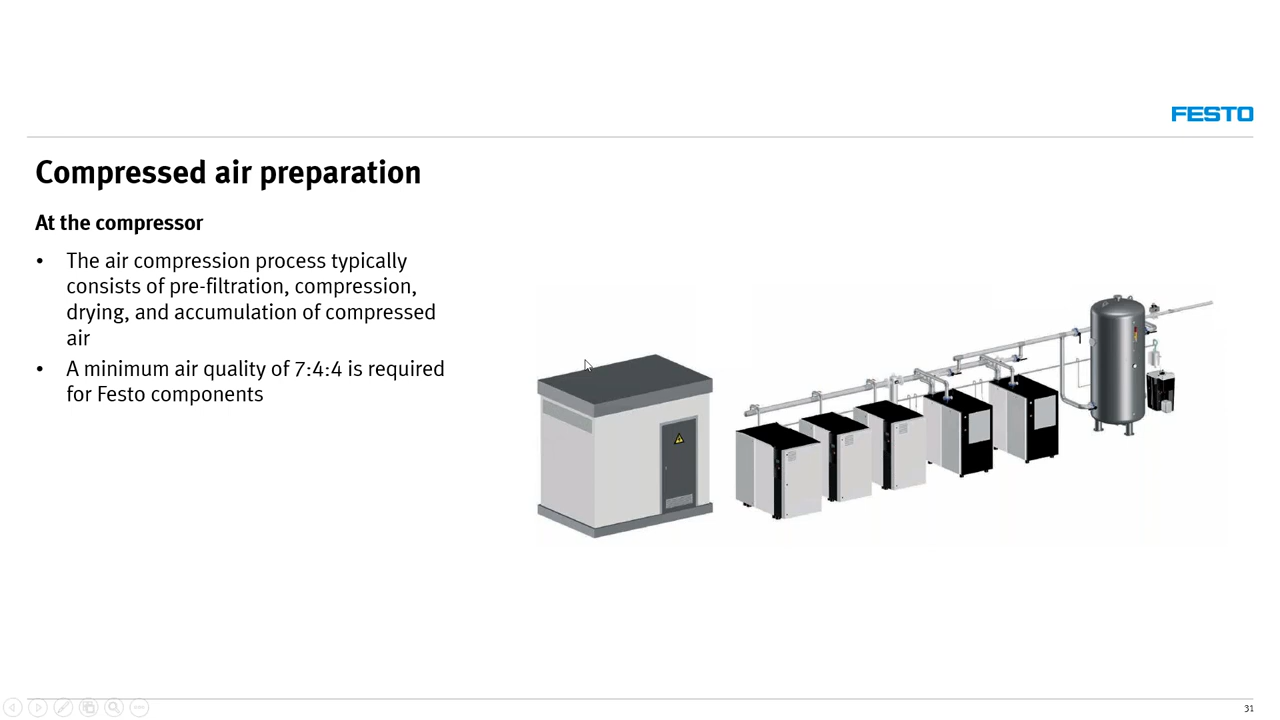 FESTO
Compressed air preparation
At the compressor
• The air compression process typically
consists of pre-filtration, compression,
drying, and accumulation of compressed
air
• A minimum air quality of 7:4:4 is required
for Festo components
31